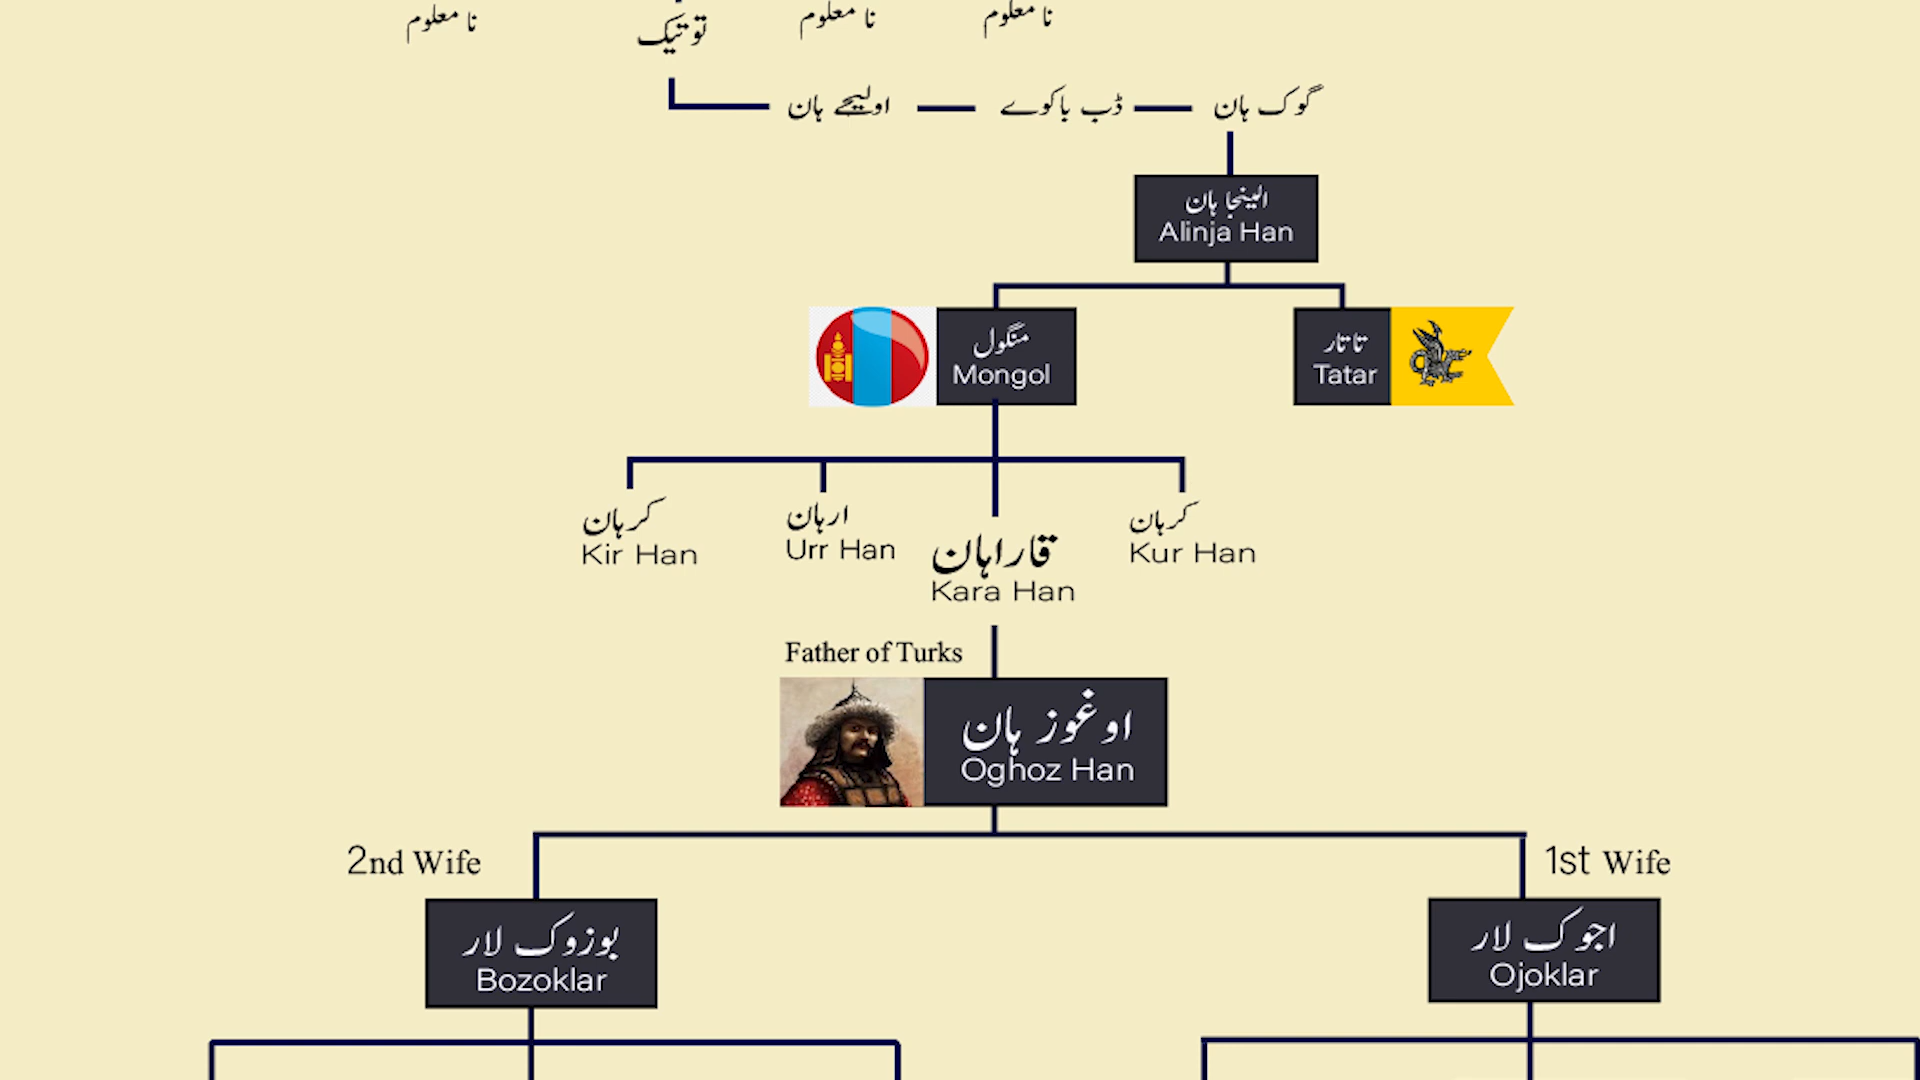 نا معلوم
توتیک
نا معلوم
نا معلوم
گوک ہان
ڈب باکوے
اولیجے ہان
الینجا ہان
Alinja Han
منگول
Mongol
تاتار
Tatar
کرہان
Kir Han
ارہان
Urr Han
قاراہان
Kara Han
کرہان
Kur Han
Father of Turks
اوغوز ہان
Oghoz Han
2nd Wife
1st Wife
بوزوک لار
Bozoklar
اجوک لار
Ojoklar